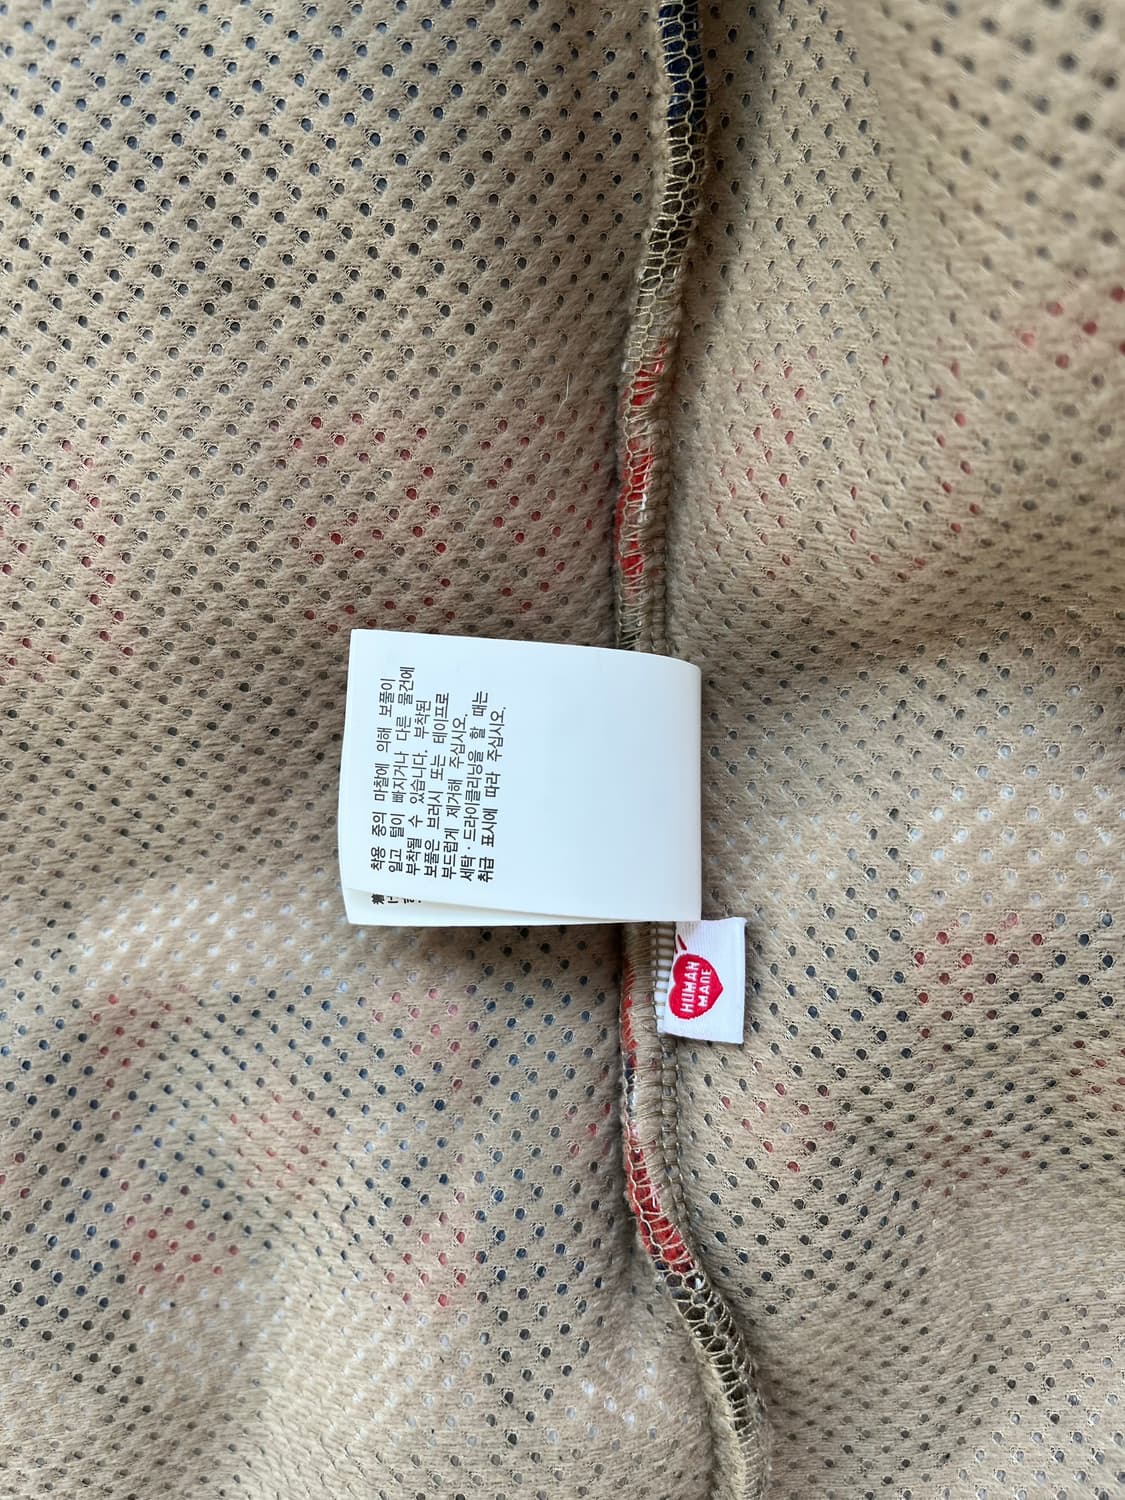 착용 중의 마찰에 의해 보풀이
일고 털이 빠지거나 다른 물건에
부착될 수 있습니다. 부착된
보풀은 브러시 또는 테이프로
부드럽게 제거해 주십시오.
세탁·드라이클리닝을 할 때는
취급 표시에 따라 주십시오.
HUMAN
MADE